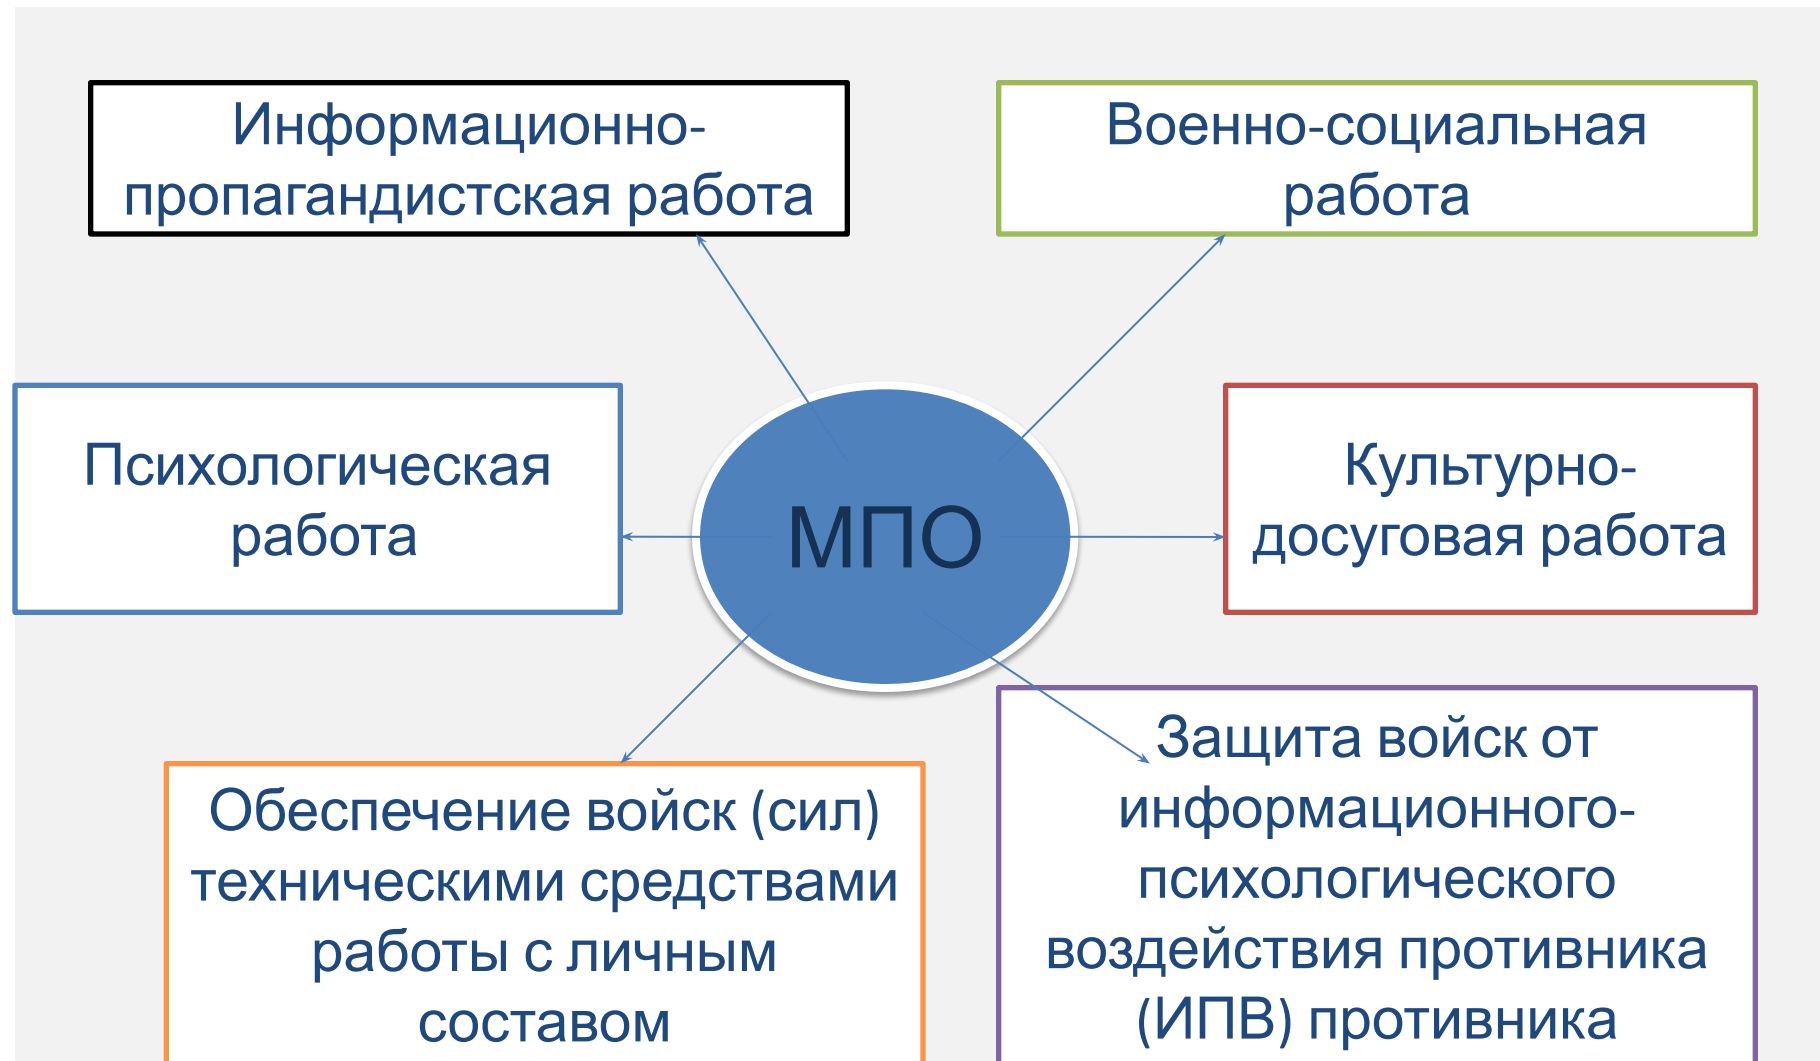 Информационно-
пропагандистская работа
Военно-социальная
работа
Психологическая
работа
МПО
Культурно-
досуговая работа
Обеспечение войск (сил)
техническими средствами
работы с личным
составом
Защита войск от
информационного-
психологического
воздействия противника
(ИПВ) противника